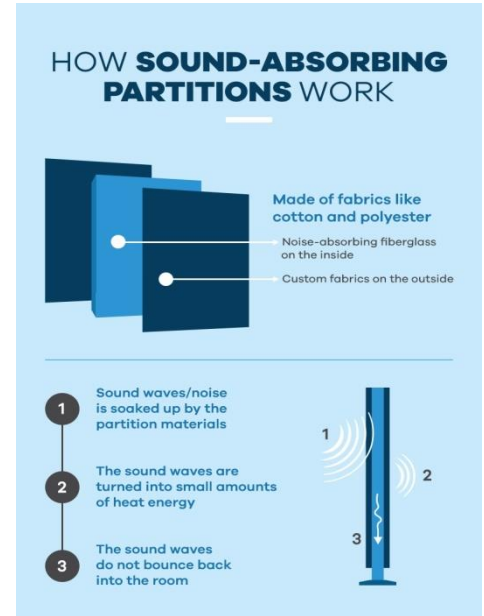 HOW SOUND-ABSORBING
PARTITIONS WORK
Made of fabrics like
cotton and polyester
Noise-absorbing fiberglass
on the inside
Custom fabrics on the outside
1
Sound waves/noise
is soaked up by the
partition materials
2
The sound waves are
turned into small amounts
of heat energy
3
The sound waves
do not bounce back
into the room
1
2
3